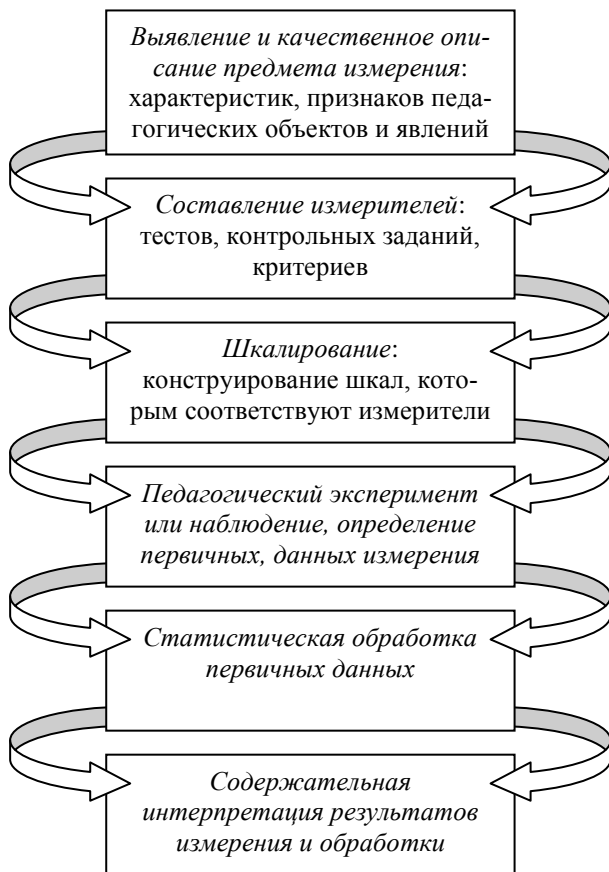 Выявление и качественное опи-
сание предмета измерения:
характеристик, признаков педа-
гогических объектов и явлений
Составление измерителей:
тестов, контрольных заданий,
критериев
Шкалирование:
конструирование шкал, кото-
рым соответствуют измерители
Педагогический эксперимент
или наблюдение, определение
первичных, данных измерения
Статистическая обработка
первичных данных
Содержательная
интерпретация результатов
измерения и обработки